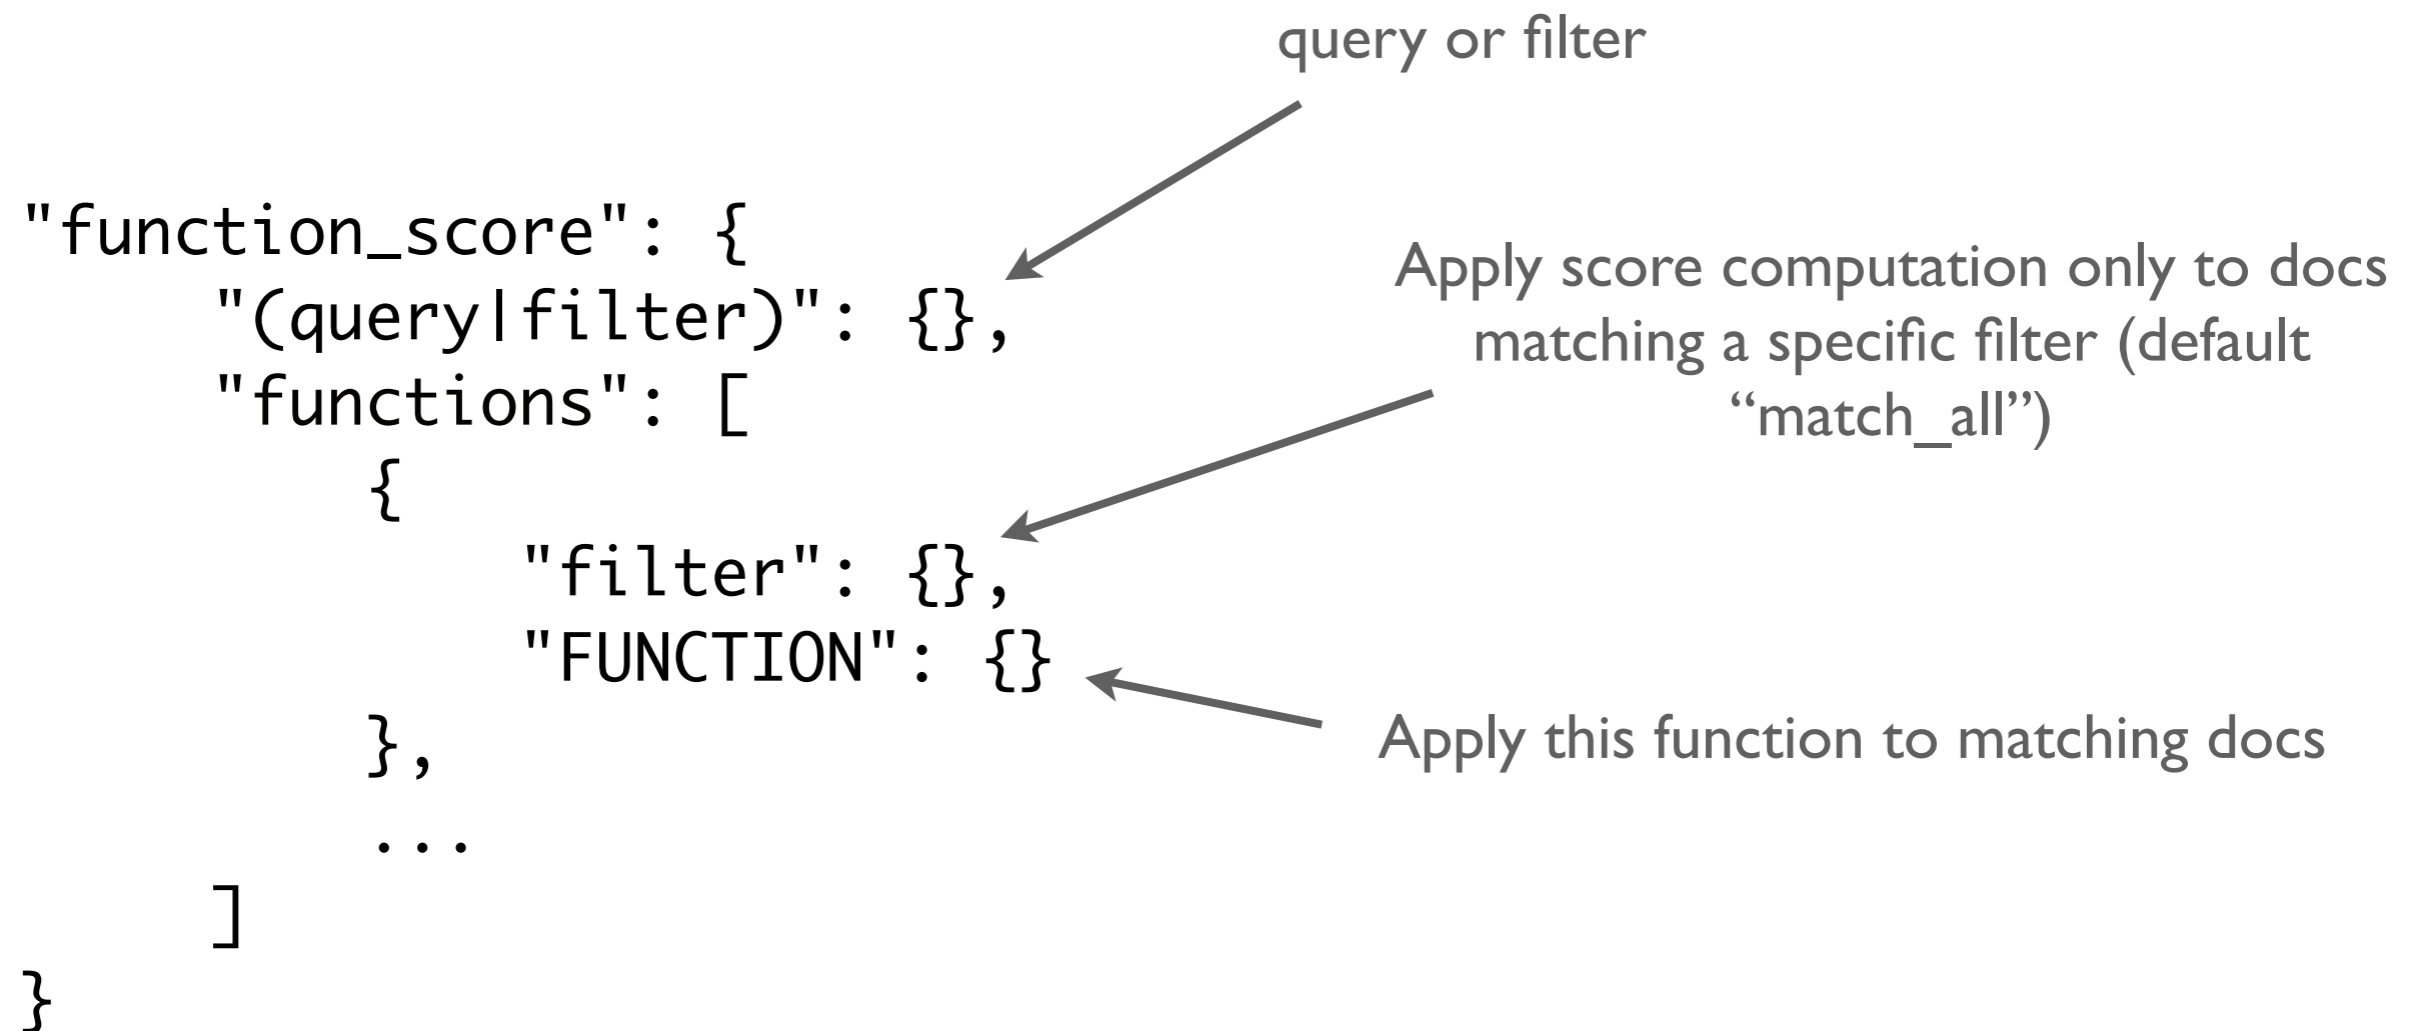 query or filter
"function_score": {
"(query|filter)": {},
"functions": [
{
"filter": {},
"FUNCTION": {}
},
...
]
}
Apply score computation only to docs
matching a specific filter (default
“match_all”)
Apply this function to matching docs